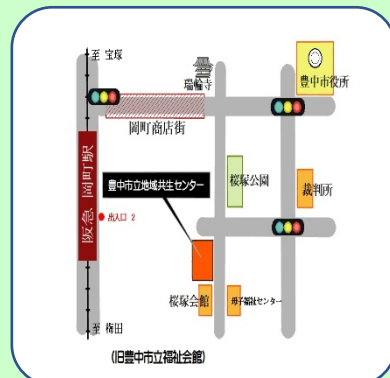 至 宝塚
瑞輪寺
豊中市役所
岡町商店街
阪急 岡町駅
豊中市立地域共生センター
桜塚公園
裁判所
出入口 2
桜塚会館
母子福祉センター
至 梅田
(旧豊中市立福祉会館)